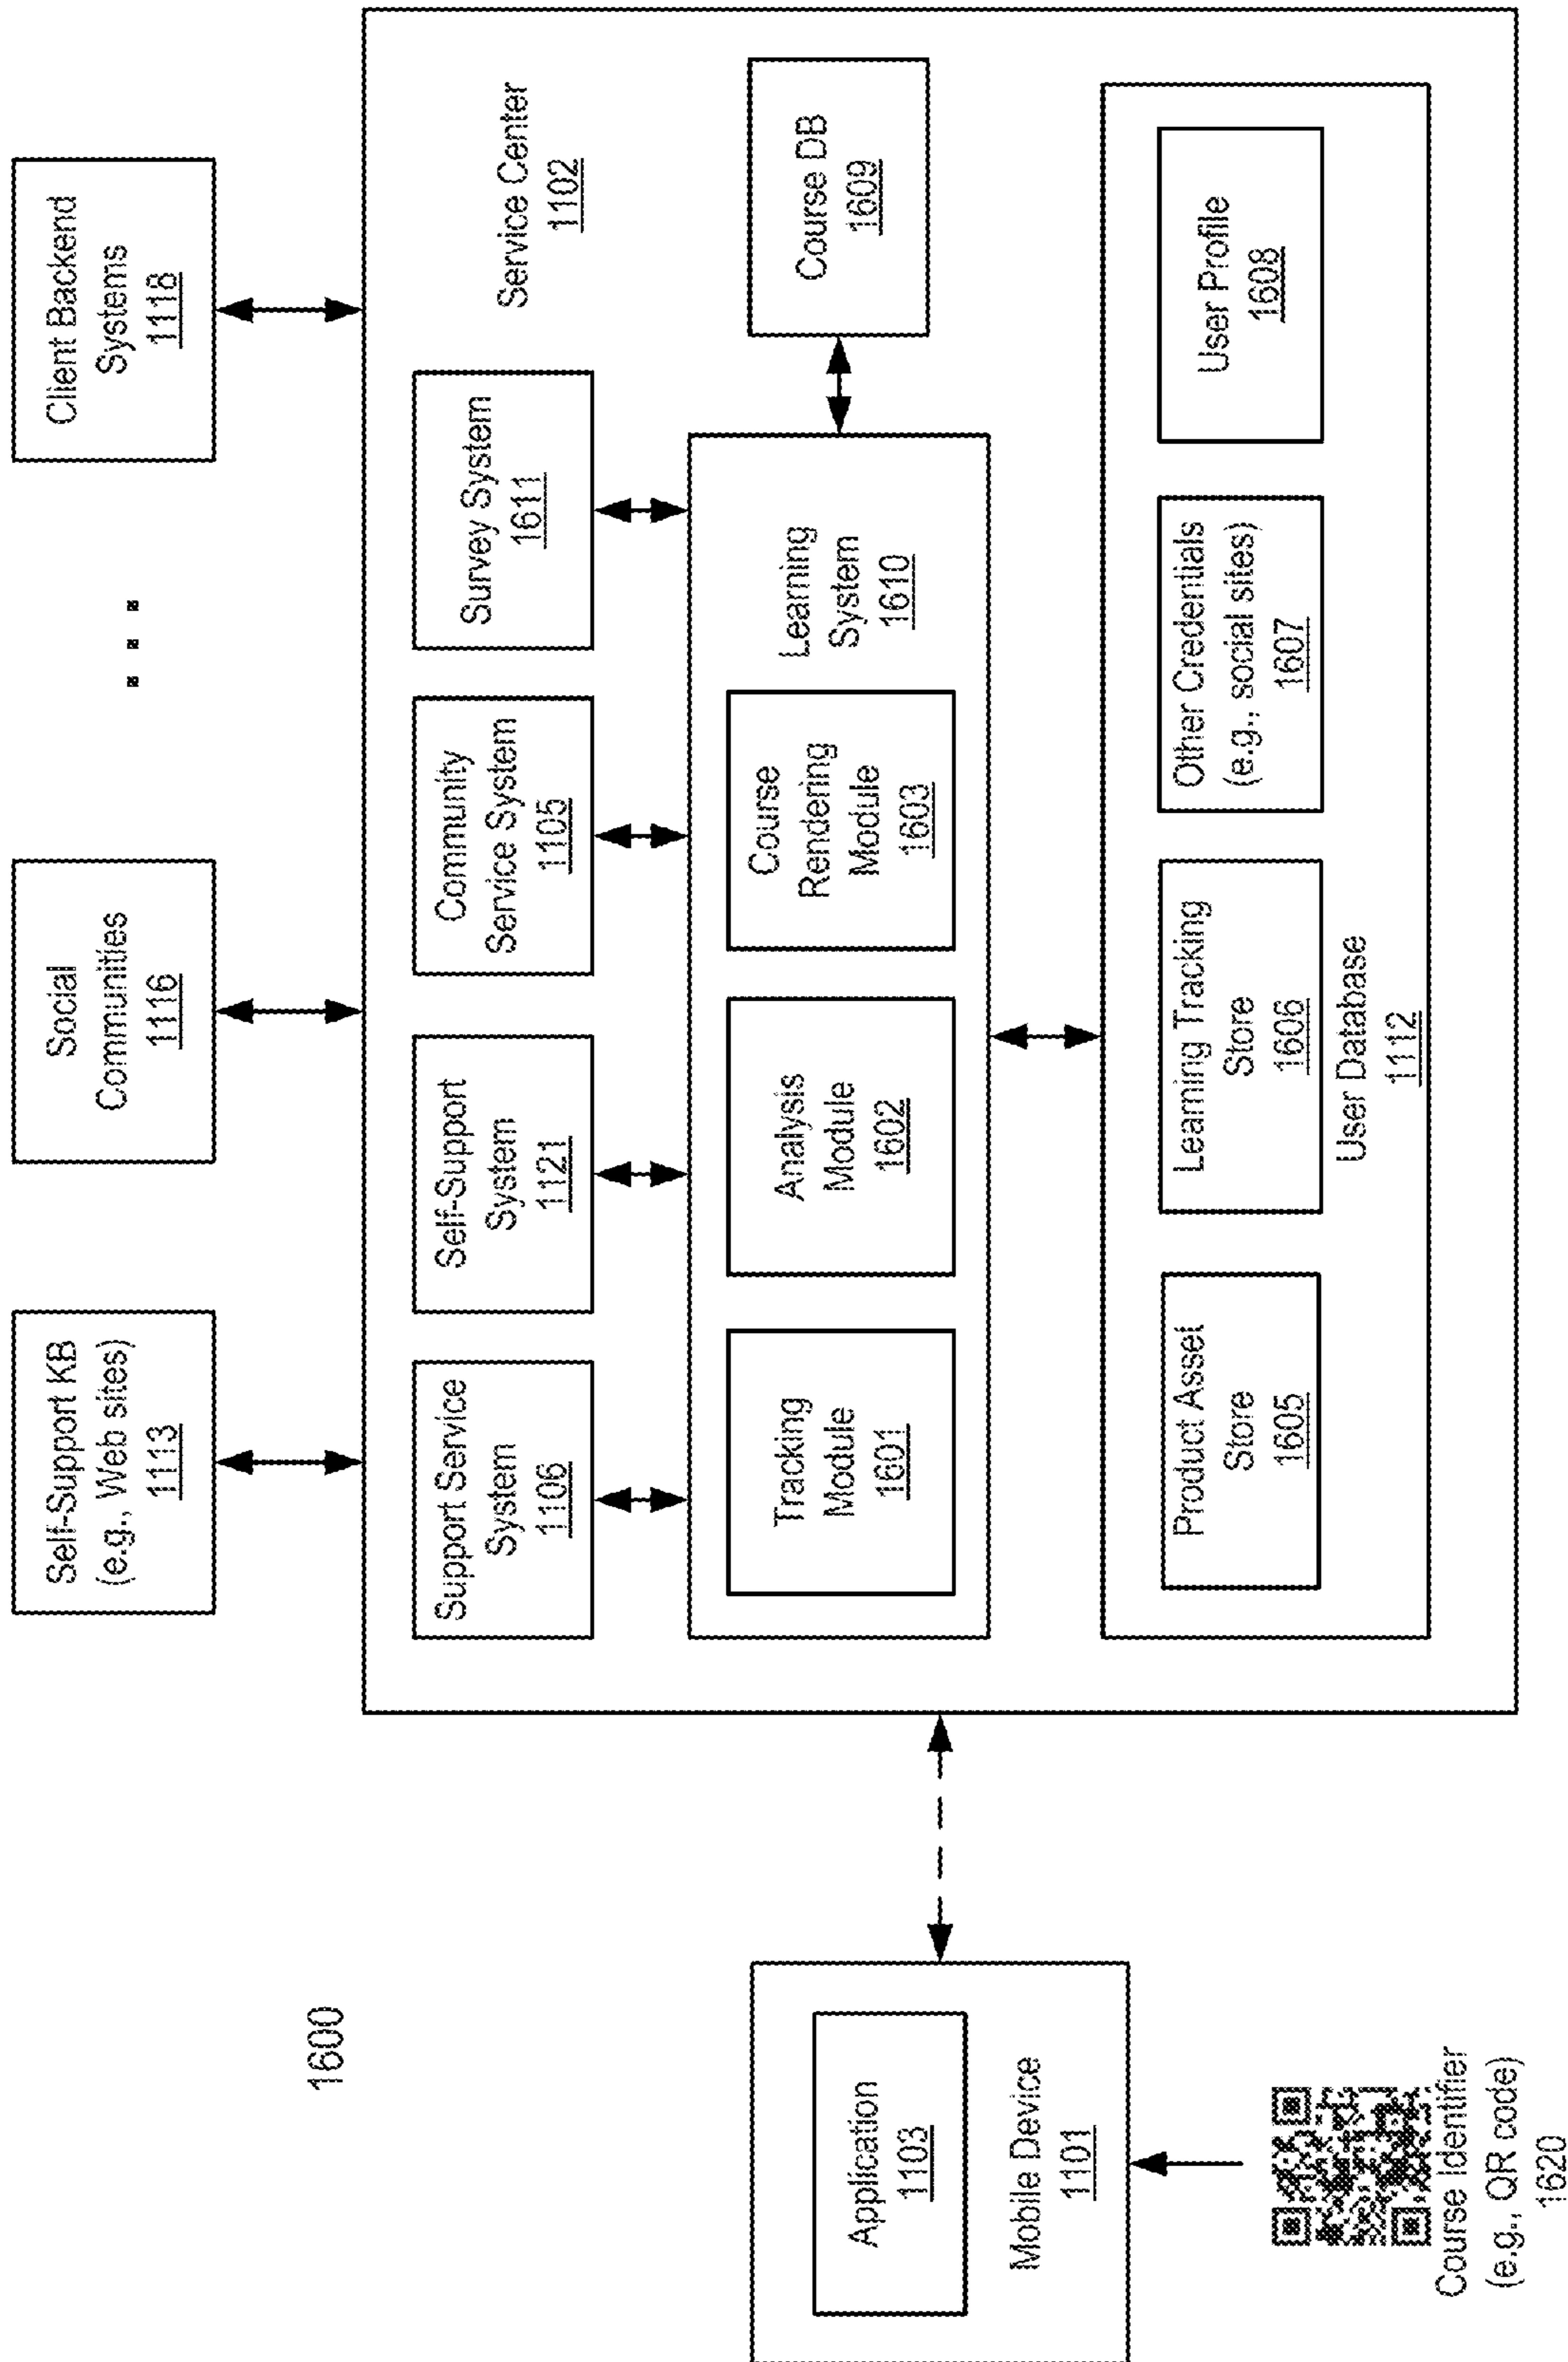 1600
Self-Support KB
(e.g., Web sites)
1113
Social
Communities
1116
Client Backend
Systems
1118
Service Center
1102
Support Service
System
1106
Self-Support
System
1121
Community
Service System
1105
Survey System
1611
Learning
System
1610
Tracking
Module
1601
Analysis
Module
1602
Course
Rendering
Module
1603
Course DB
1609
Application
1103
Mobile Device
1101
Product Asset
Store
1605
Learning Tracking
Store
1606
Other Credentials
(e.g., social sites)
1607
User Profile
1608
User Database
1112
Course Identifier
(e.g., QR code)
1620